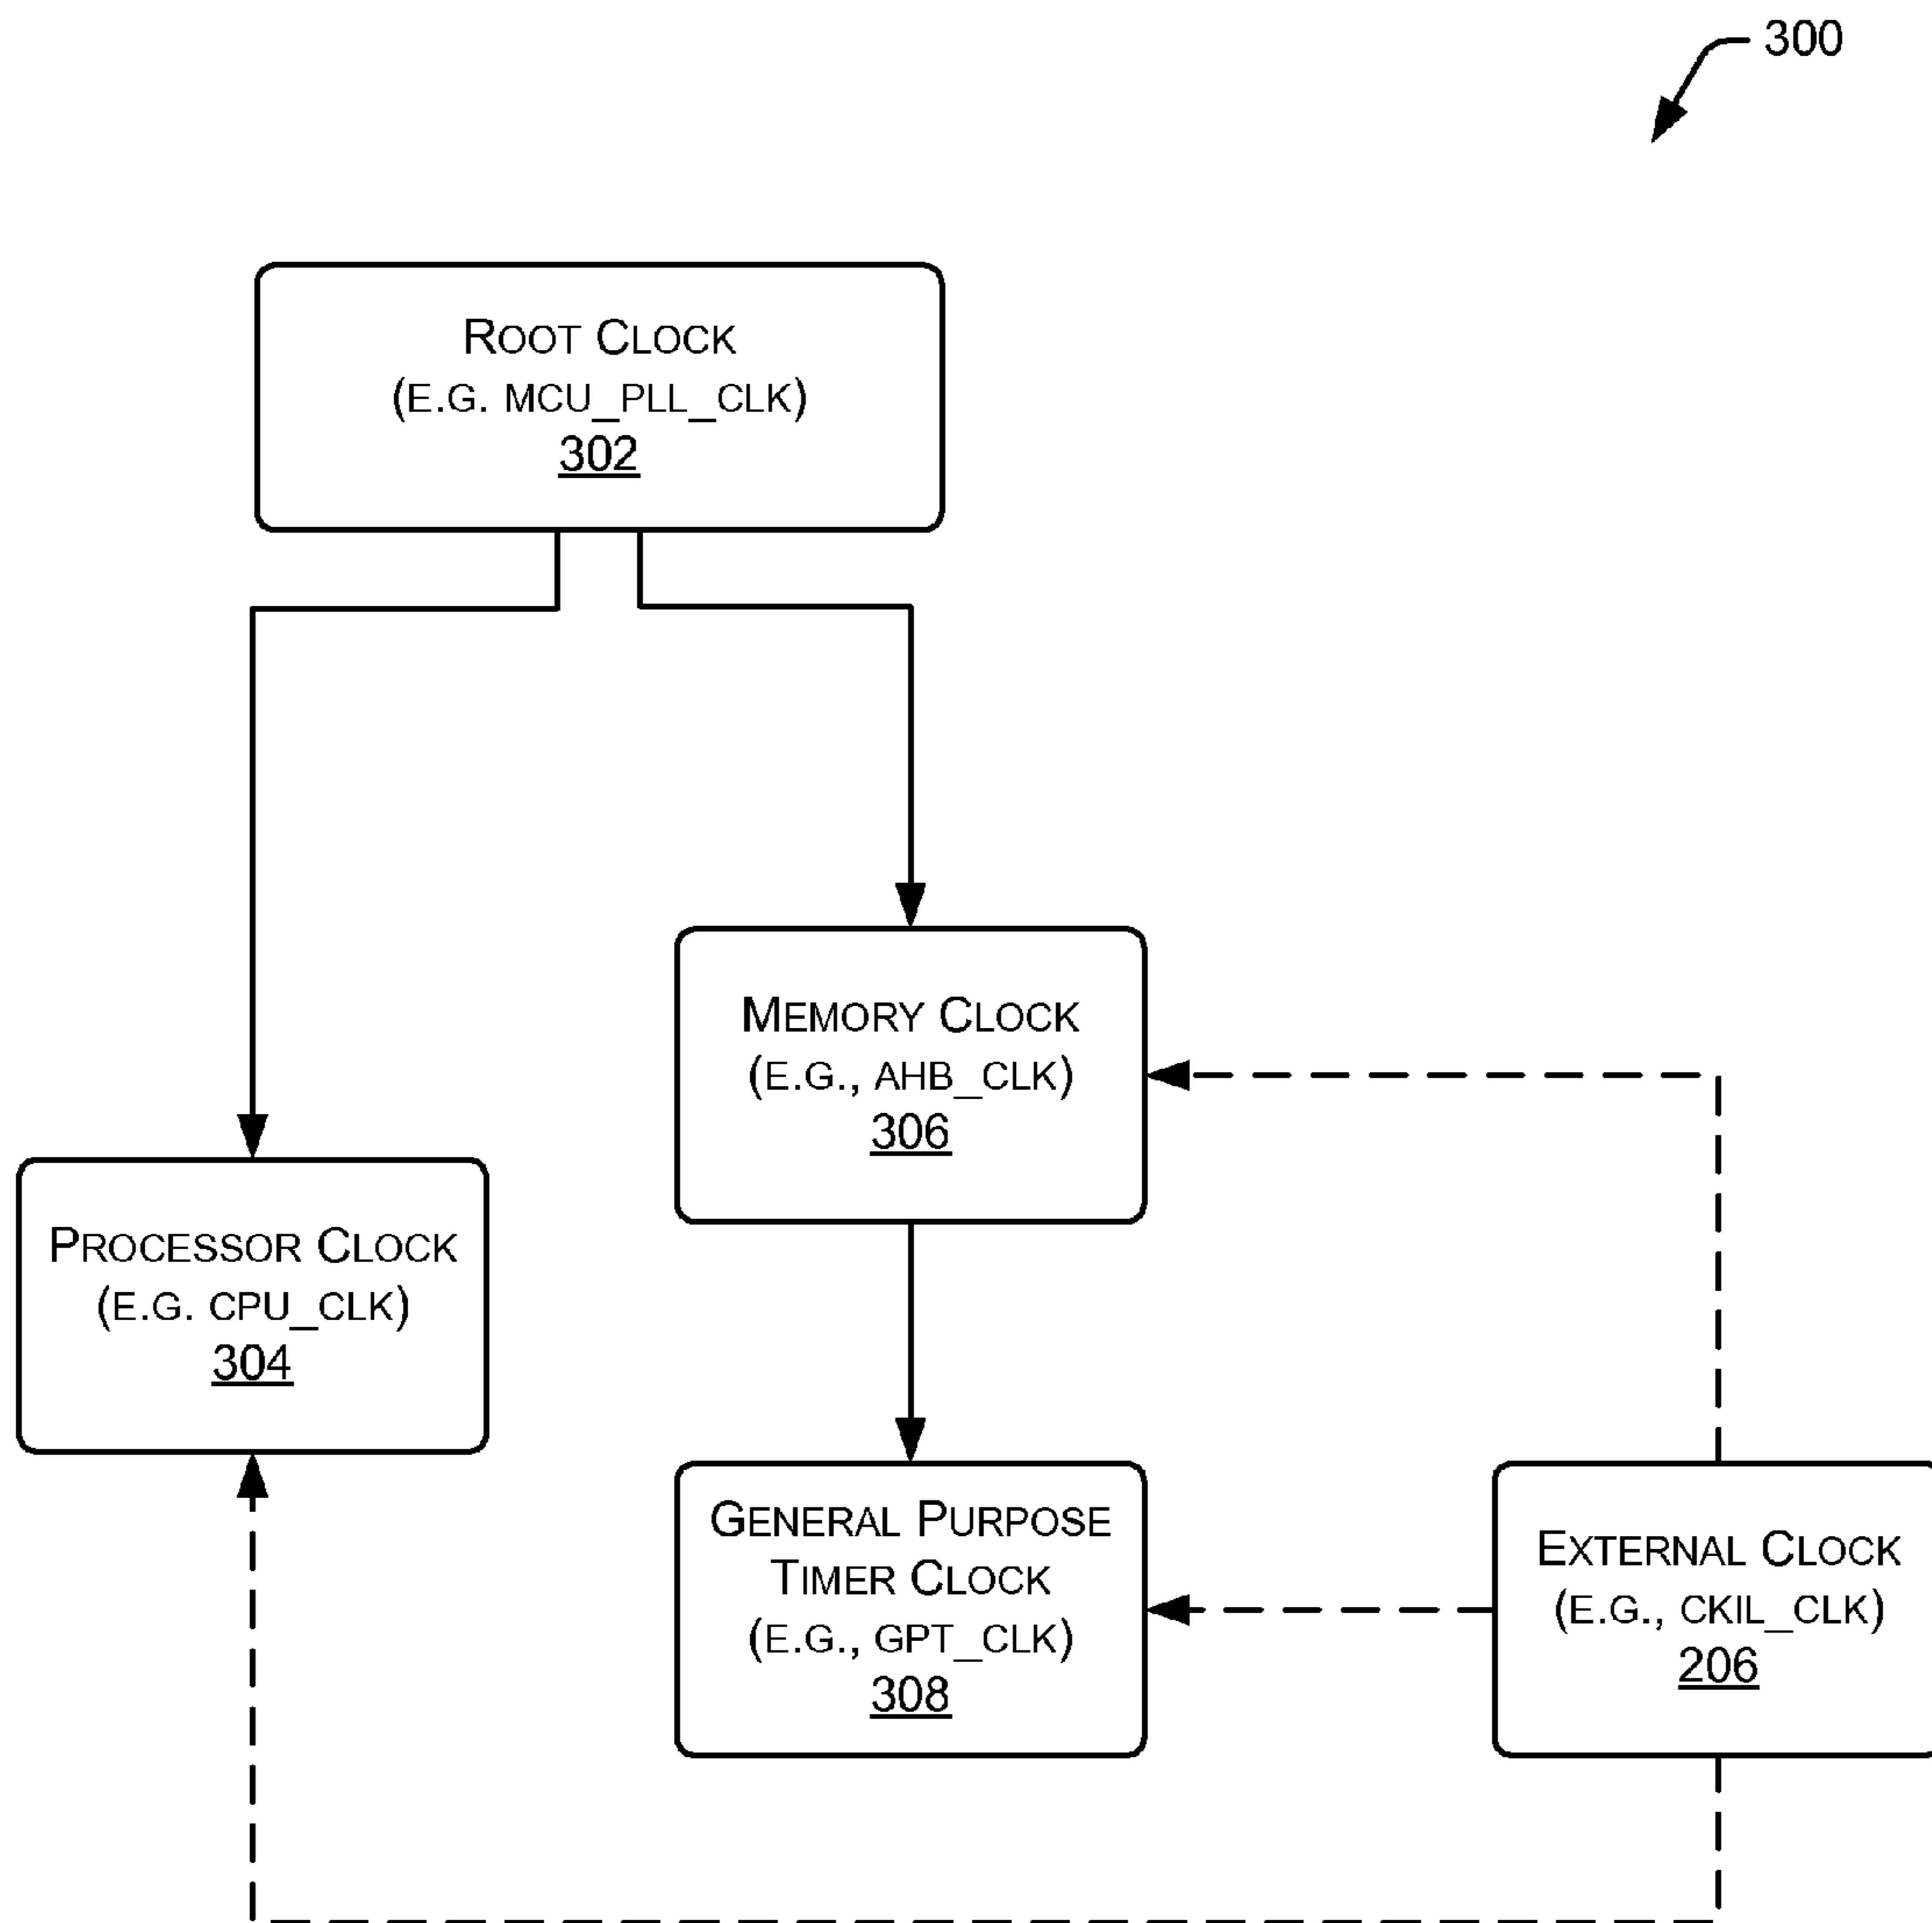 300
ROOT CLOCK
(E.G. MCU_PLL_CLK)
302
MEMORY CLOCK
(E.G., AHB_CLK)
306
PROCESSOR CLOCK
(E.G. CPU_CLK)
304
GENERAL PURPOSE
TIMER CLOCK
(E.G., GPT_CLK)
308
EXTERNAL CLOCK
(E.G., CKIL_CLK)
206